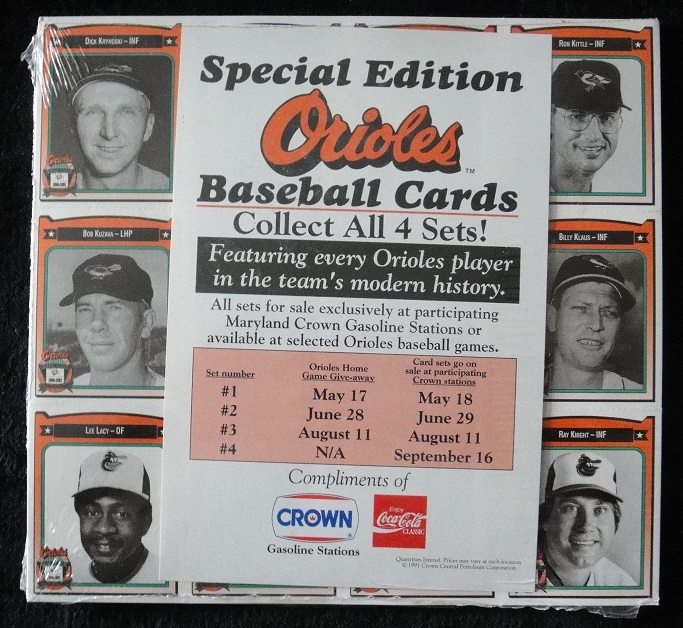 Dick Kryhoski – INF
Ron Kittle – INF
Bob Kuzava – LHP
Billy Klaus – INF
Lee Lacy – OF
Ray Knight – INF
Special Edition
Orioles™
Baseball Cards
Collect All 4 Sets!
Featuring every Orioles player
in the team's modern history.
All sets for sale exclusively at participating
Maryland Crown Gasoline Stations or
available at selected Orioles baseball games.
Set number Orioles Home Game Give-away Card sets go on sale at participating Crown stations
#1 May 17 May 18
#2 June 28 June 29
#3 August 11 August 11
#4 N/A September 16
Compliments of
CROWN®
Gasoline Stations
Enjoy
Coca-Cola
CLASSIC
Quantities limited. Prices may vary at each location.
© 1991 Crown Central Petroleum Corporation